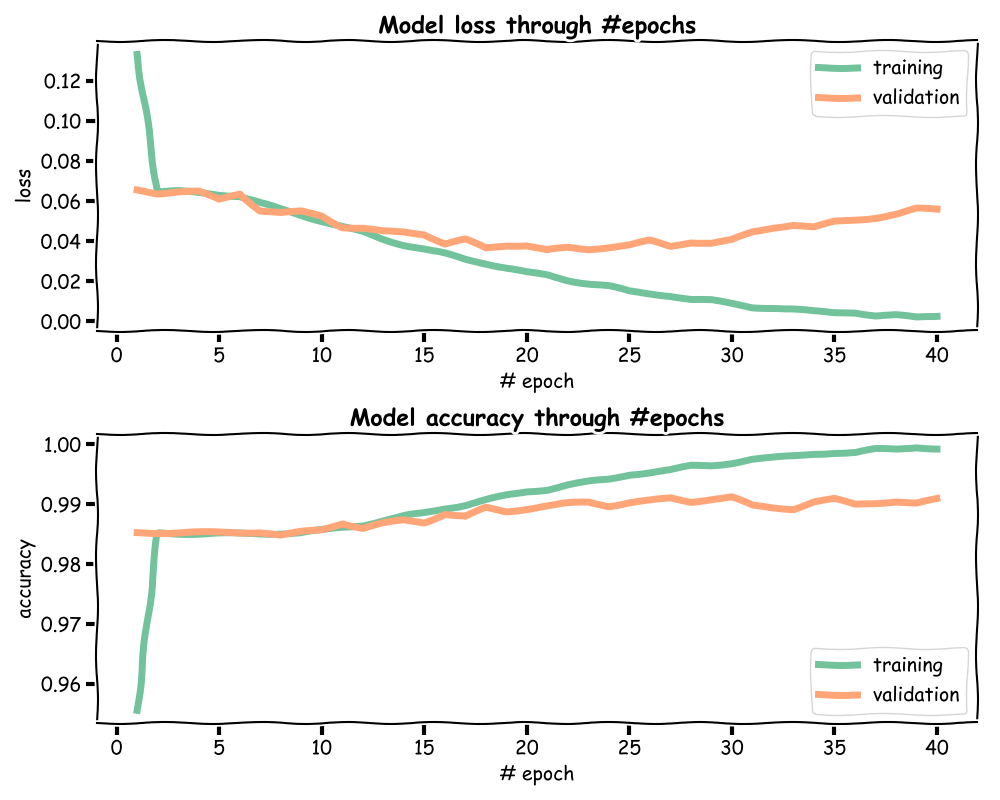 Model loss through #epochs
training
validation
0.12
0.10
0.08
0.06
0.04
0.02
0.00
loss
0 5 10 15 20 25 30 35 40
# epoch
Model accuracy through #epochs
1.00
0.99
0.98
0.97
0.96
accuracy
training
validation
0 5 10 15 20 25 30 35 40
# epoch